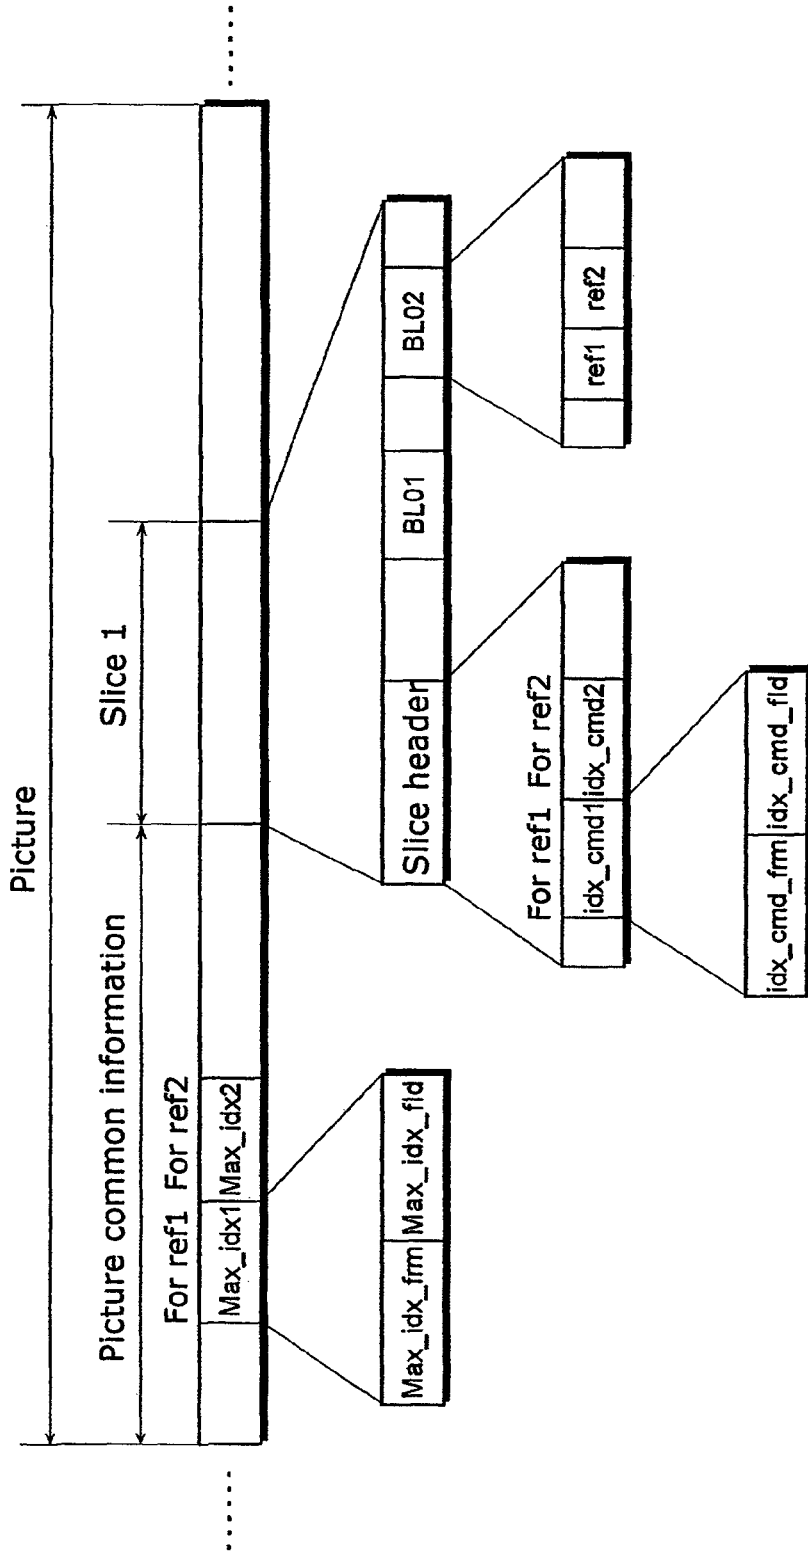 Picture
Picture common information
Slice 1
For ref1 For ref2
Max_idx1 Max_idx2
Max_idx_frm Max_idx_fld
Slice header BL01 BL02
For ref1 For ref2
idx_cmd1 idx_cmd2
ref1 ref2
idx_cmd_frm idx_cmd_fld